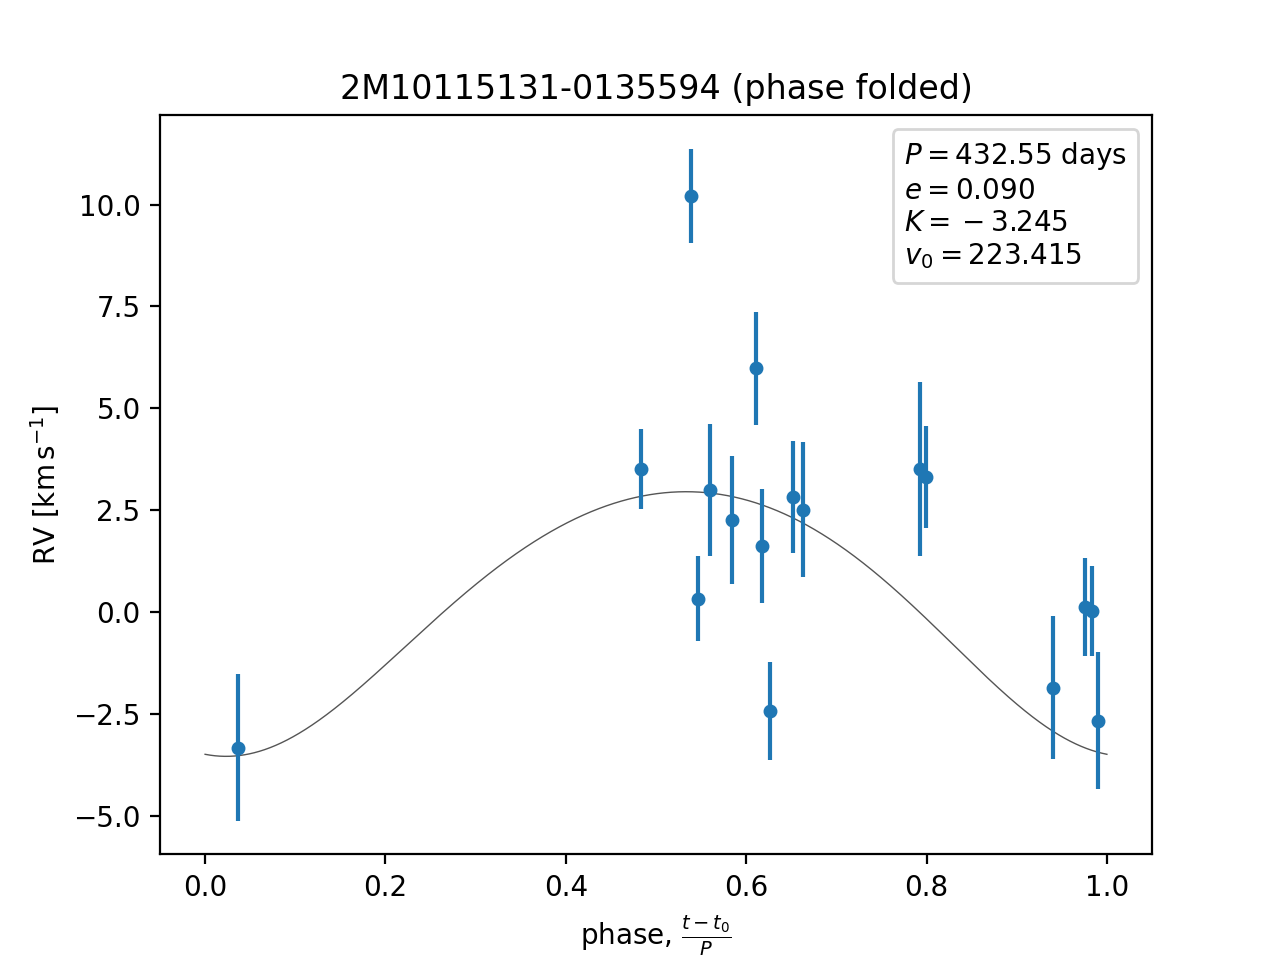 2M10115131-0135594 (phase folded)
P = 432.55 days
e = 0.090
K = −3.245
v₀ = 223.415
10.0
7.5
5.0
2.5
0.0
−2.5
−5.0
RV [km s⁻¹]
0.0 0.2 0.4 0.6 0.8 1.0
phase, (t − t₀)/P